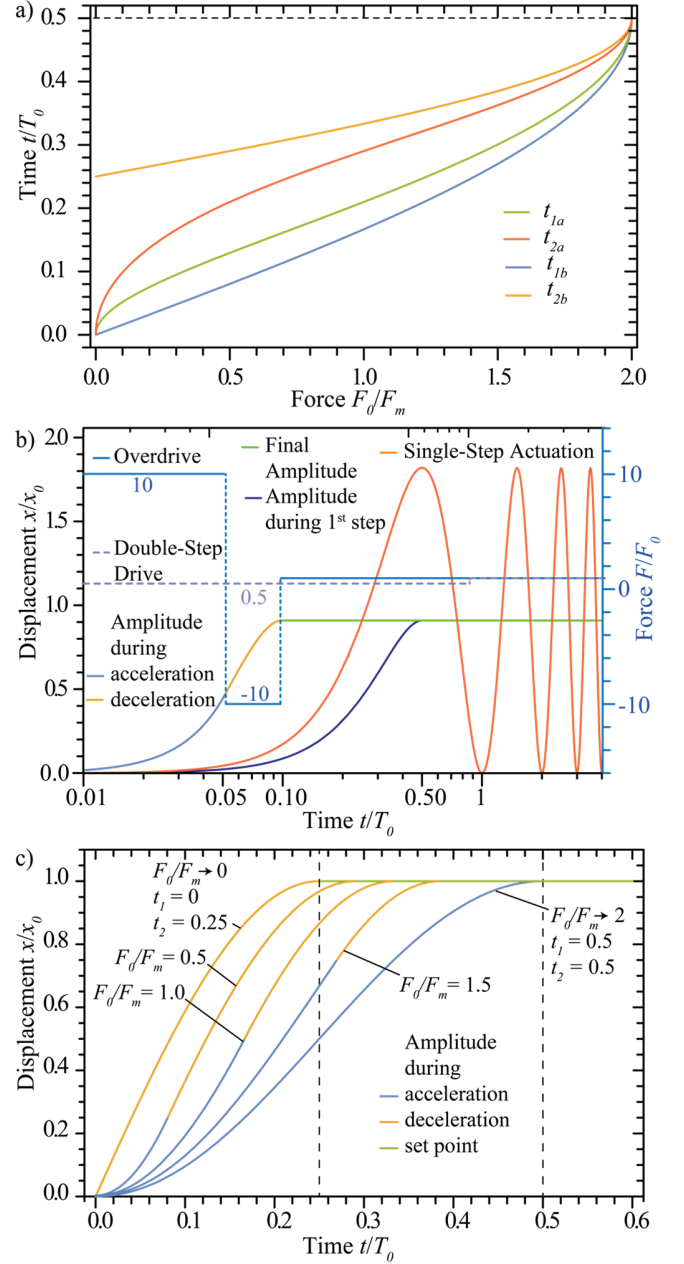 a)
0.5
0.4
0.3
0.2
0.1
0.0
Time t/T0
t1a
t2a
t1b
t2b
0.0 0.5 1.0 1.5 2.0
Force F0/Fm
b)
2.0
1.8
1.5
1.2
0.9
0.5
0.3
0.0
Displacement x/x0
Overdrive
10
Final
Amplitude
Amplitude
during 1st step
Single-Step Actuation
Double-Step
Drive
0.5
Amplitude
during
acceleration
deceleration
-10
10
0
-10
Force F/F0
0.01 0.05 0.10 0.50 1
Time t/T0
c)
1.0
0.8
0.6
0.4
0.2
0.0
Displacement x/x0
F0/Fm→0
t1 = 0
t2 = 0.25
F0/Fm = 0.5
F0/Fm = 1.0
F0/Fm→2
t1 = 0.5
t2 = 0.5
F0/Fm = 1.5
Amplitude
during
acceleration
deceleration
set point
0.0 0.1 0.2 0.3 0.4 0.5 0.6
Time t/T0